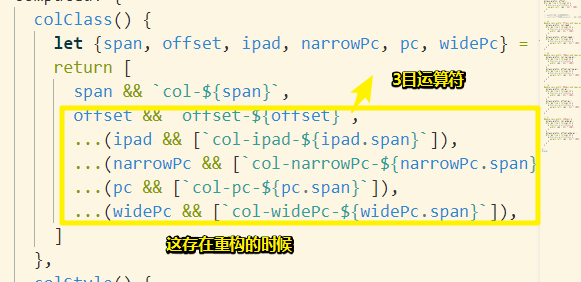 colClass() {
let {span, offset, ipad, narrowPc, pc, widePc} =
3目运算符
return [
span && `col-${span}`,
offset && offset-${offset} ,
...(ipad && [`col-ipad-${ipad.span}`]),
...(narrowPc && [`col-narrowPc-${narrowPc.span}
...(pc && [`col-pc-${pc.span}`]),
...(widePc && [`col-widePc-${widePc.span}`]),
]
这存在重构的时候
},
colStyle() {